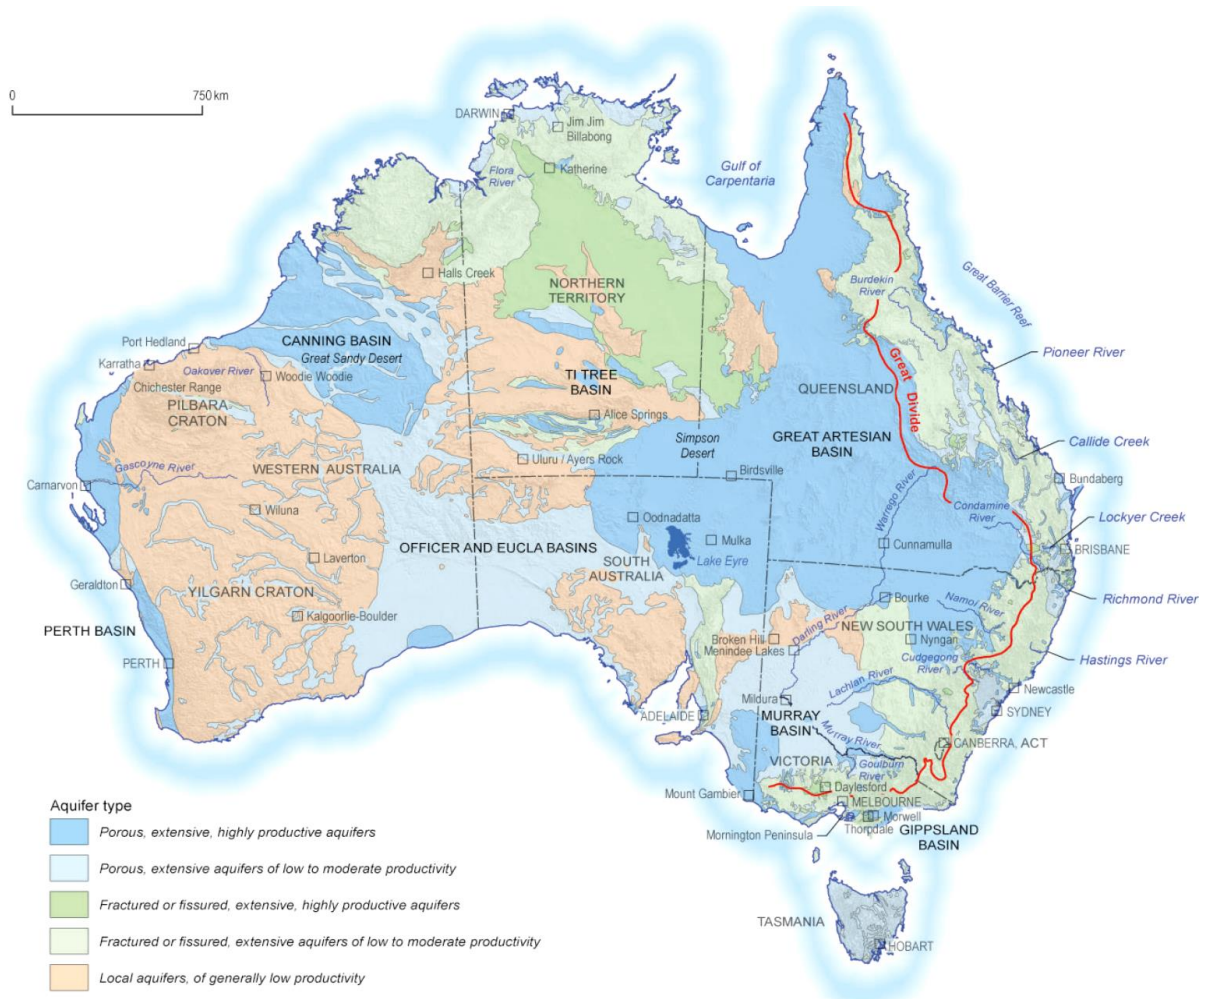 0 750 km
DARWIN
Jim Jim
Billabong
Flora
River
Katherine
Gulf of
Carpentaria
Halls Creek
NORTHERN
TERRITORY
Burdekin
River
Great Barrier Reef
Port Hedland
CANNING BASIN
Great Sandy Desert
Karratha
Oakover River
Woodie Woodie
Chichester Range
PILBARA
CRATON
TI TREE
BASIN
Alice Springs
QUEENSLAND
Great Divide
Pioneer River
Simpson
Desert
GREAT ARTESIAN
BASIN
Callide Creek
Gascoyne River
WESTERN AUSTRALIA
Uluru / Ayers Rock
Birdsville
Warrego River
Bundaberg
Carnarvon
Wiluna
Oodnadatta
Condamine
River
Lockyer Creek
Laverton
OFFICER AND EUCLA BASINS
Mulka
Lake Eyre
Cunnamulla
BRISBANE
Geraldton
YILGARN CRATON
SOUTH
AUSTRALIA
Bourke
Namoi River
Richmond River
Kalgoorlie-Boulder
PERTH BASIN
Broken Hill
Menindee Lakes
Darling River
NEW SOUTH WALES
Nyngan
Cudgegong
River
Hastings River
PERTH
Lachlan River
Newcastle
Mildura
SYDNEY
ADELAIDE
MURRAY
BASIN
Murray River
CANBERRA, ACT
VICTORIA
Goulburn
River
Mount Gambier
Daylesford
MELBOURNE
Morwell
Mornington Peninsula
Thorpdale
GIPPSLAND
BASIN
TASMANIA
HOBART
Aquifer type
Porous, extensive, highly productive aquifers
Porous, extensive aquifers of low to moderate productivity
Fractured or fissured, extensive, highly productive aquifers
Fractured or fissured, extensive aquifers of low to moderate productivity
Local aquifers, of generally low productivity